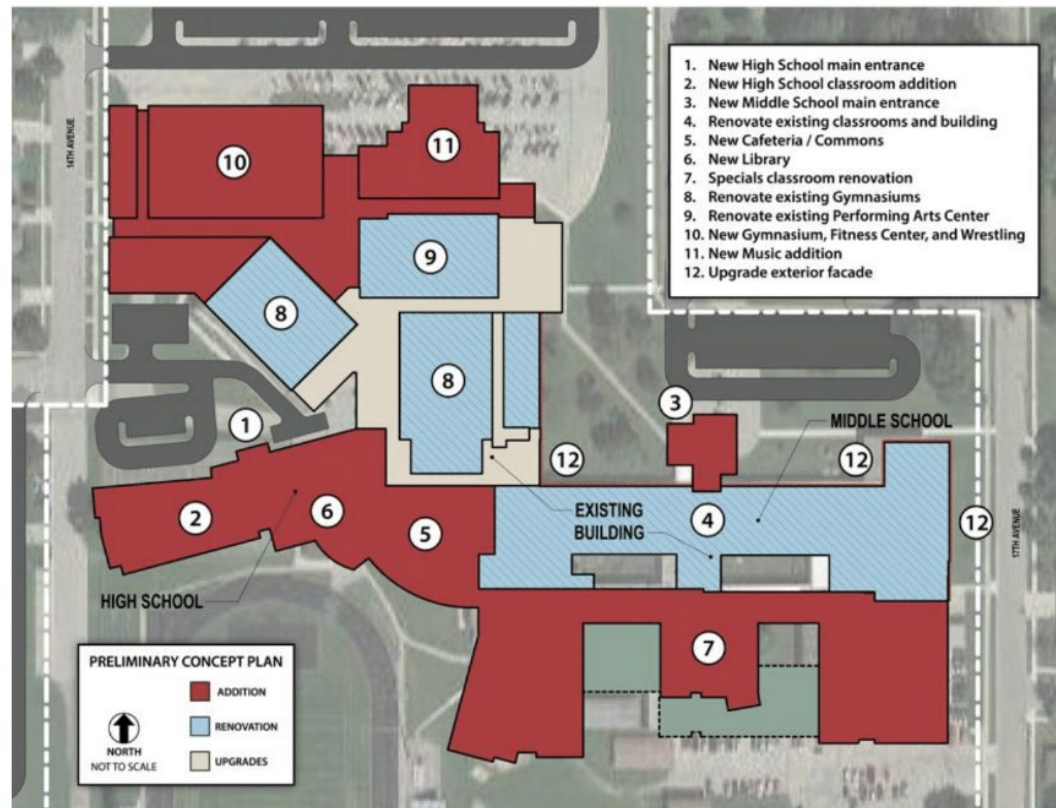 14TH AVENUE
1. New High School main entrance
2. New High School classroom addition
3. New Middle School main entrance
4. Renovate existing classrooms and building
5. New Cafeteria / Commons
6. New Library
7. Specials classroom renovation
8. Renovate existing Gymnasiums
9. Renovate existing Performing Arts Center
10. New Gymnasium, Fitness Center, and Wrestling
11. New Music addition
12. Upgrade exterior facade
10
11
9
8
8
1
3
MIDDLE SCHOOL
12
12
2
6
5
EXISTING
BUILDING
4
12
17TH AVENUE
HIGH SCHOOL
7
PRELIMINARY CONCEPT PLAN
ADDITION
RENOVATION
UPGRADES
NORTH
NOT TO SCALE